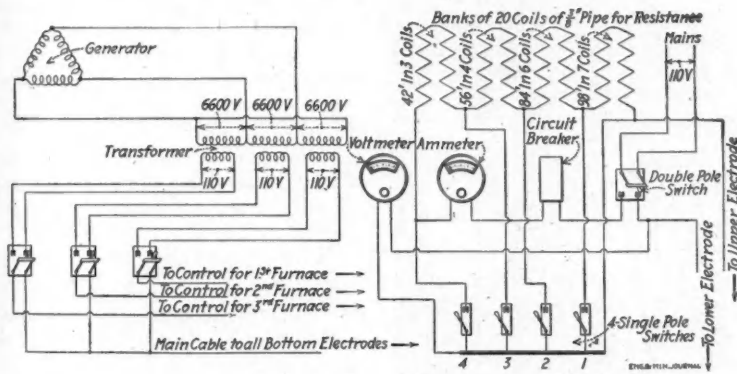 Generator
6600 V 6600 V 6600 V
Transformer
110V 110V 110V
To Control for 1st Furnace
To Control for 2nd Furnace
To Control for 3rd Furnace
Main Cable to all Bottom Electrodes
Banks of 20 Coils of 3/8" Pipe for Resistance
42' In 3 Coils
56' In 4 Coils
84' In 6 Coils
98' In 7 Coils
Mains
110V
Voltmeter Ammeter
Circuit
Breaker
Double Pole
Switch
To Lower Electrode
To Upper Electrode
4-Single Pole
Switches
4 3 2 1
ENG & MIN. JOURNAL